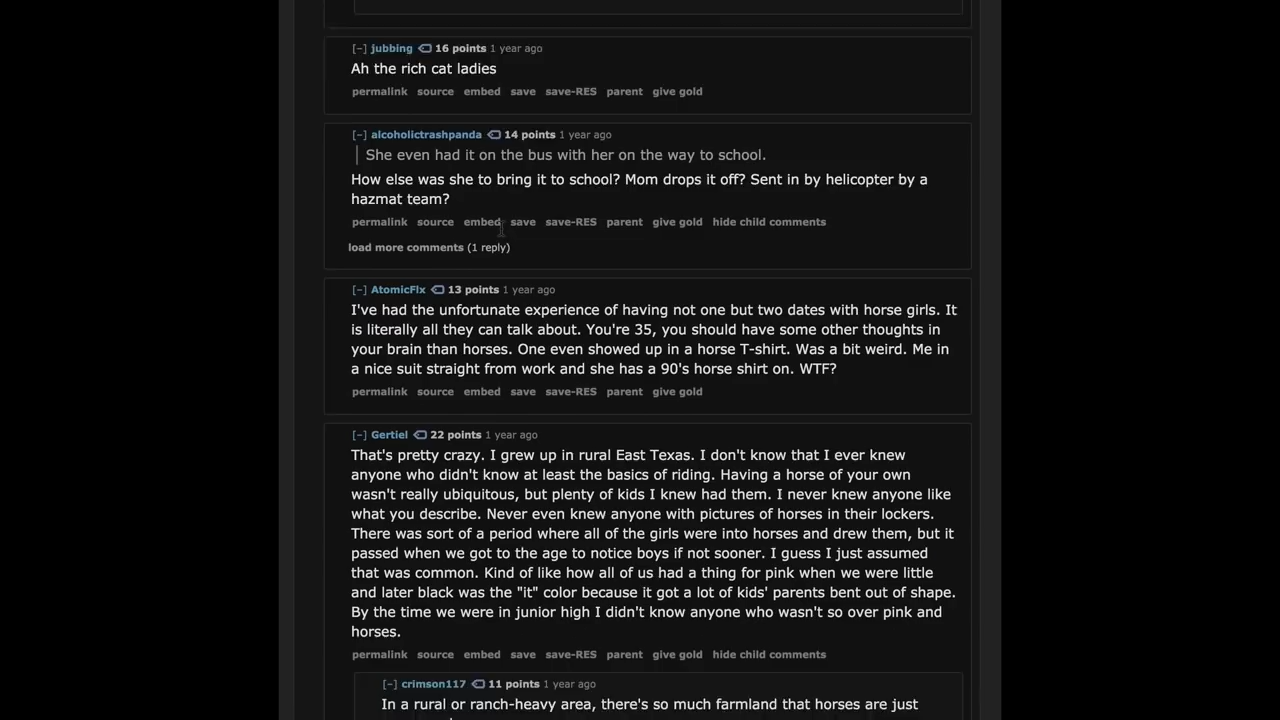 [-] jubbing 16 points 1 year ago
Ah the rich cat ladies
permalink source embed save save-RES parent give gold
[-] alcoholictrashpanda 14 points 1 year ago
She even had it on the bus with her on the way to school.
How else was she to bring it to school? Mom drops it off? Sent in by helicopter by a
hazmat team?
permalink source embed save save-RES parent give gold hide child comments
load more comments (1 reply)
[-] AtomicFlx 13 points 1 year ago
I've had the unfortunate experience of having not one but two dates with horse girls. It
is literally all they can talk about. You're 35, you should have some other thoughts in
your brain than horses. One even showed up in a horse T-shirt. Was a bit weird. Me in
a nice suit straight from work and she has a 90's horse shirt on. WTF?
permalink source embed save save-RES parent give gold
[-] Gertiel 22 points 1 year ago
That's pretty crazy. I grew up in rural East Texas. I don't know that I ever knew
anyone who didn't know at least the basics of riding. Having a horse of your own
wasn't really ubiquitous, but plenty of kids I knew had them. I never knew anyone like
what you describe. Never even knew anyone with pictures of horses in their lockers.
There was sort of a period where all of the girls were into horses and drew them, but it
passed when we got to the age to notice boys if not sooner. I guess I just assumed
that was common. Kind of like how all of us had a thing for pink when we were little
and later black was the "it" color because it got a lot of kids' parents bent out of shape.
By the time we were in junior high I didn't know anyone who wasn't so over pink and
horses.
permalink source embed save save-RES parent give gold hide child comments
[-] crimson117 11 points 1 year ago
In a rural or ranch-heavy area, there's so much farmland that horses are just